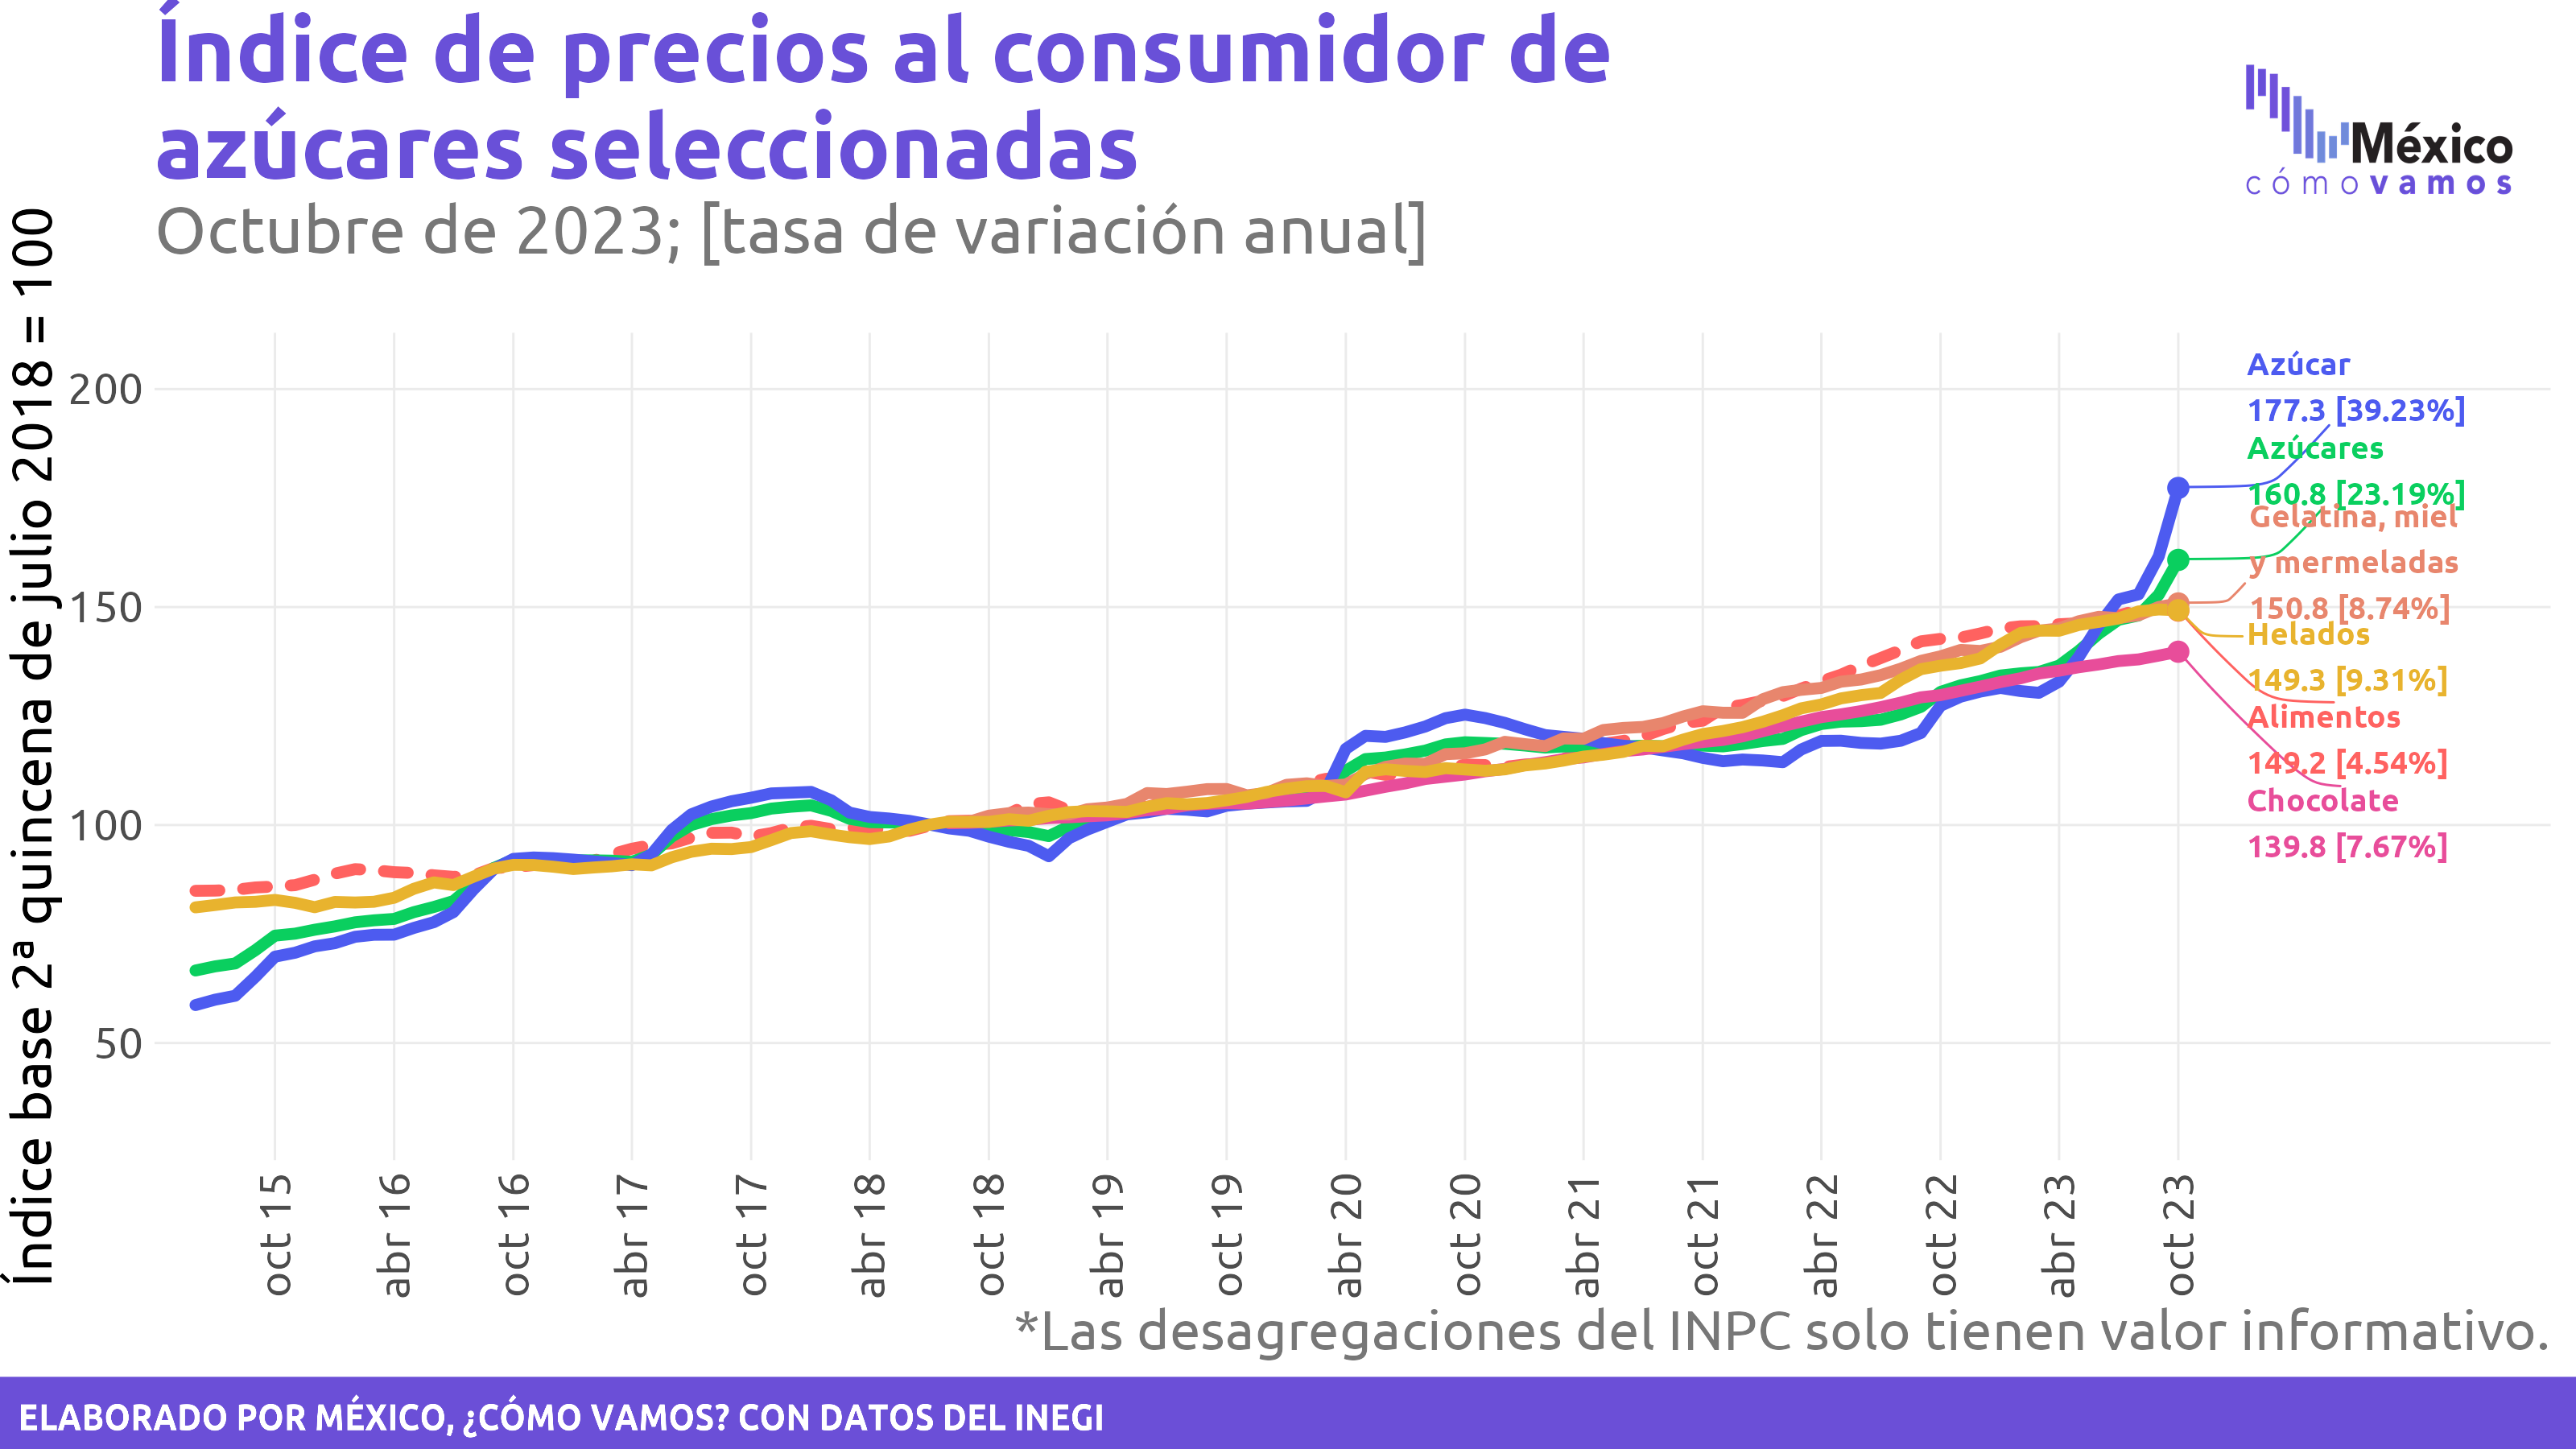 Índice de precios al consumidor de
azúcares seleccionadas
Octubre de 2023; [tasa de variación anual]
México
cómo vamos
Índice base 2ª quincena de julio 2018 = 100
200
150
100
50
Azúcar
177.3 [39.23%]
Azúcares
160.8 [23.19%]
Gelatina, miel
y mermeladas
150.8 [8.74%]
Helados
149.3 [9.31%]
Alimentos
149.2 [4.54%]
Chocolate
139.8 [7.67%]
oct 15
abr 16
oct 16
abr 17
oct 17
abr 18
oct 18
abr 19
oct 19
abr 20
oct 20
abr 21
oct 21
abr 22
oct 22
abr 23
oct 23
*Las desagregaciones del INPC solo tienen valor informativo.
ELABORADO POR MÉXICO, ¿CÓMO VAMOS? CON DATOS DEL INEGI